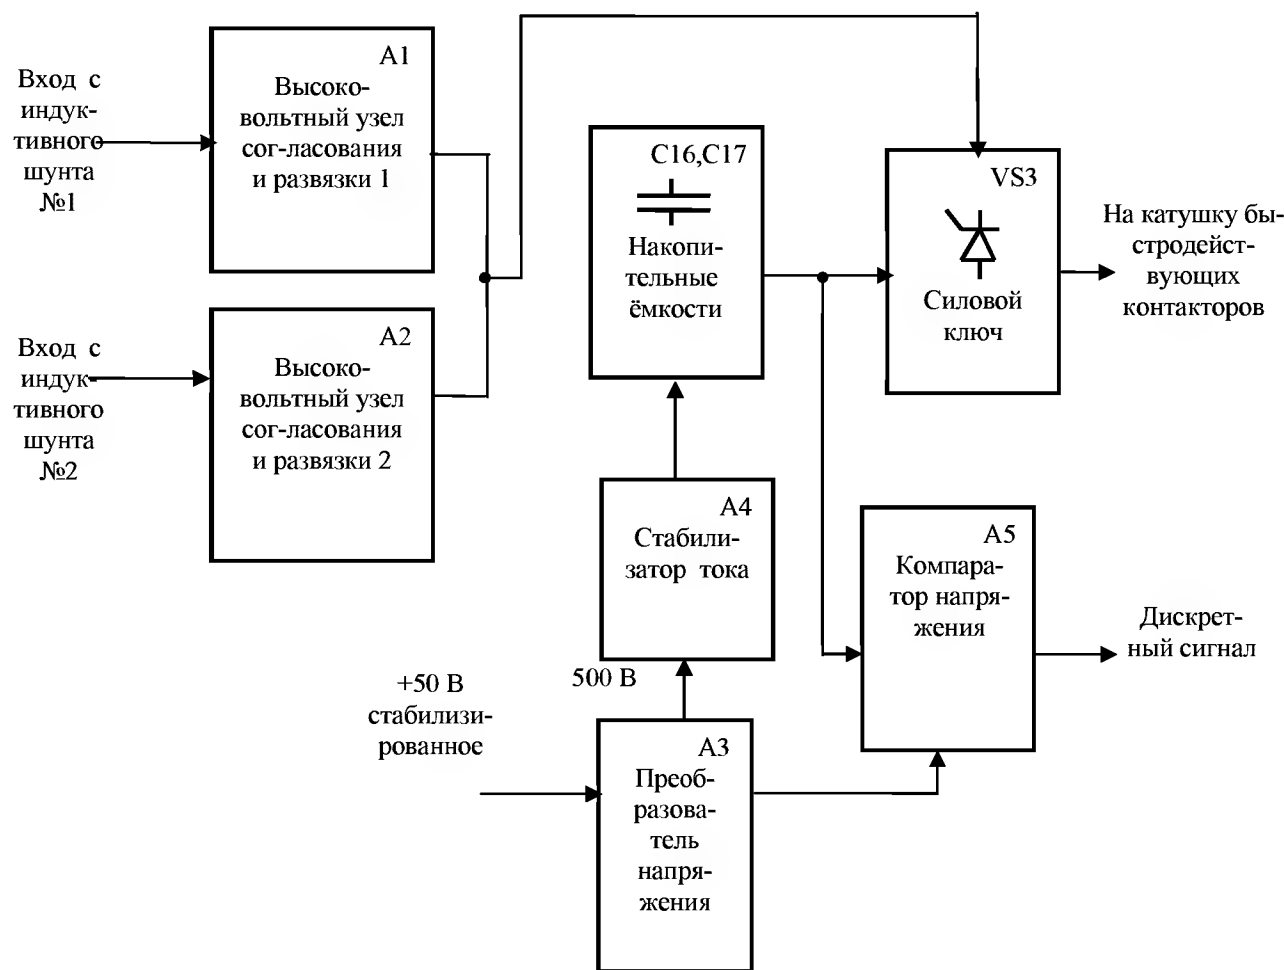 Вход с
индук-
тивного
шунта
№1
A1
Высоко-
вольтный узел
сог-ласования
и развязки 1
Вход с
индук-
тивного
шунта
№2
A2
Высоко-
вольтный узел
сог-ласования
и развязки 2
C16,C17
Накопи-
тельные
ёмкости
VS3
Силовой
ключ
На катушку бы-
стродейст-
вующих
контакторов
A4
Стабили-
затор тока
500 В
A5
Компара-
тор напря-
жения
Дискрет-
ный сигнал
+50 В
стабилизи-
рованное
A3
Преоб-
разова-
тель
напря-
жения